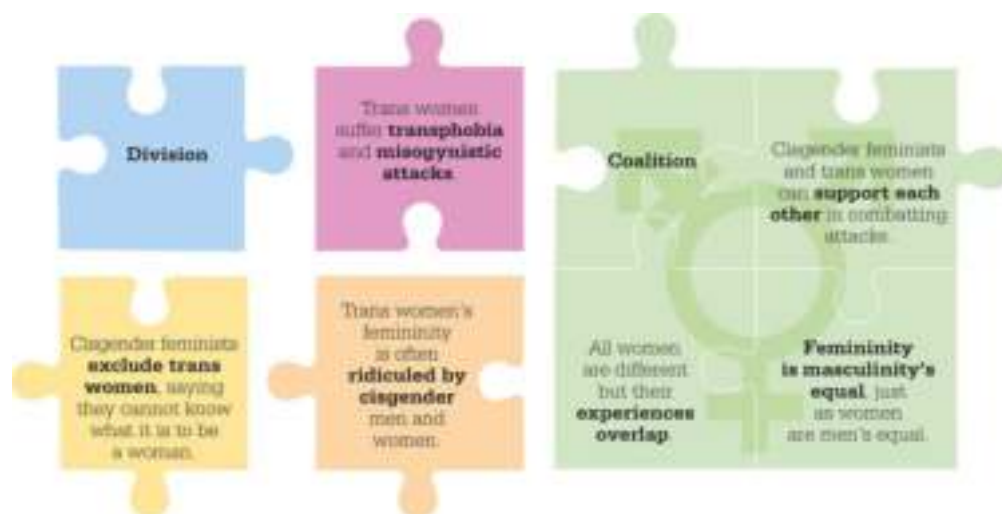 Division
Trans women
suffer transphobia
and misogynistic
attacks.
Cisgender feminists
exclude trans
women, saying
they cannot know
what it is to be
a woman.
Trans women's
femininity
is often
ridiculed by
cisgender
men and
women.
Coalition
Cisgender feminists
and trans women
can support each
other in combatting
attacks.
All women
are different
but their
experiences
overlap.
Femininity
is masculinity's
equal, just
as women
are men's equal.